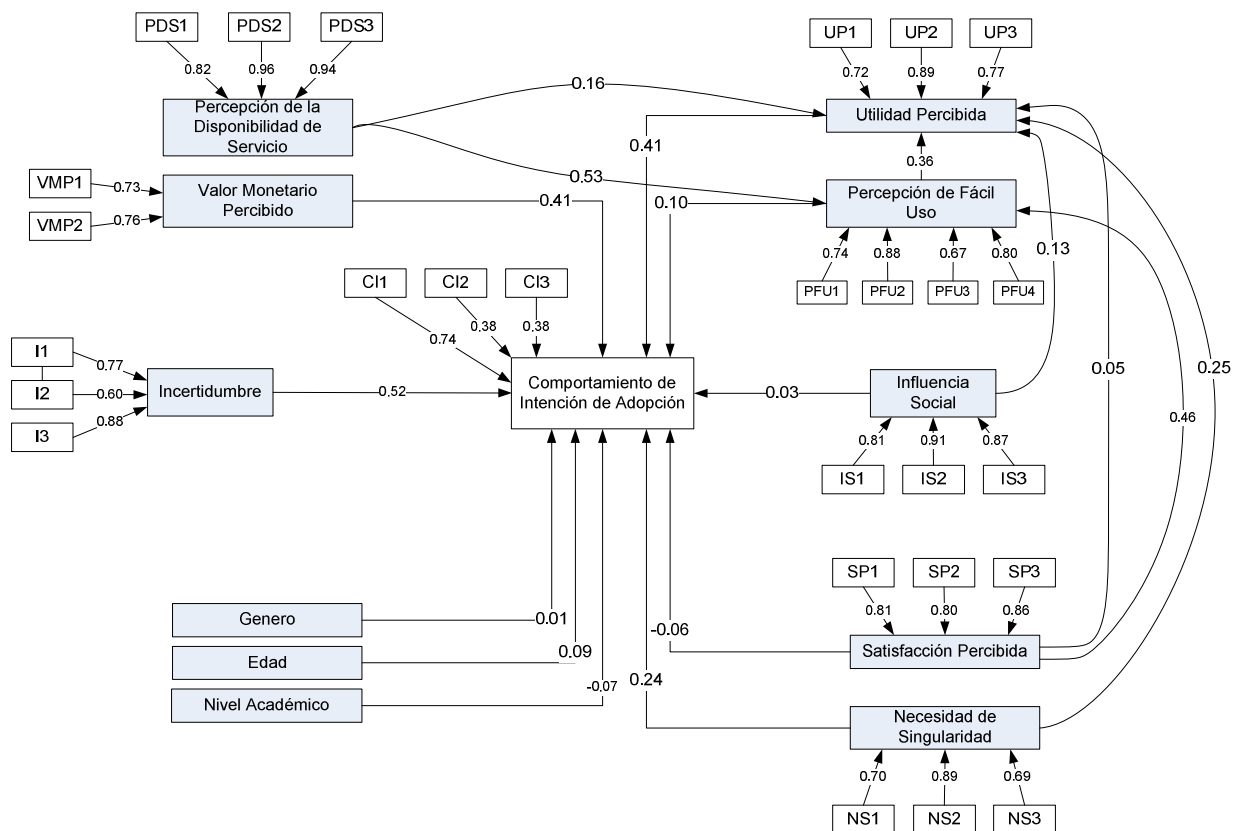 PDS1
PDS2
PDS3
0.82
0.96
0.94
Percepción de la
Disponibilidad de
Servicio
UP1
UP2
UP3
0.72
0.89
0.77
Utilidad Percibida
0.16
0.41
0.36
0.53
VMP1
0.73
VMP2
0.76
Valor Monetario
Percibido
0.41
0.10
Percepción de Fácil
Uso
0.74
0.88
0.67
0.80
PFU1
PFU2
PFU3
PFU4
0.13
CI1
CI2
CI3
0.74
0.38
0.38
I1
0.77
I2
0.60
I3
0.88
Incertidumbre
0.52
Comportamiento de
Intención de Adopción
0.03
Influencia
Social
0.81
0.91
0.87
IS1
IS2
IS3
0.05
0.25
0.46
SP1
SP2
SP3
0.81
0.80
0.86
Satisfacción Percibida
-0.06
Genero
0.01
Edad
0.09
Nivel Académico
-0.07
0.24
Necesidad de
Singularidad
0.70
0.89
0.69
NS1
NS2
NS3